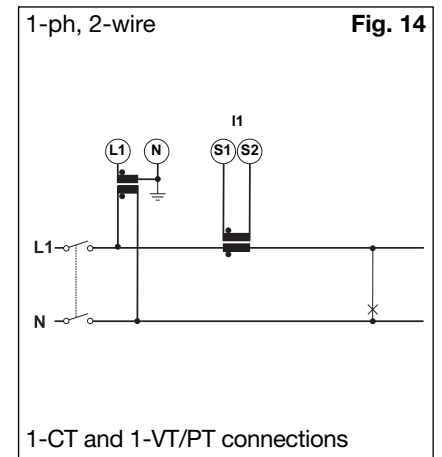 1-ph, 2-wire Fig. 14
I1
L1 N S1 S2
L1
N
1-CT and 1-VT/PT connections